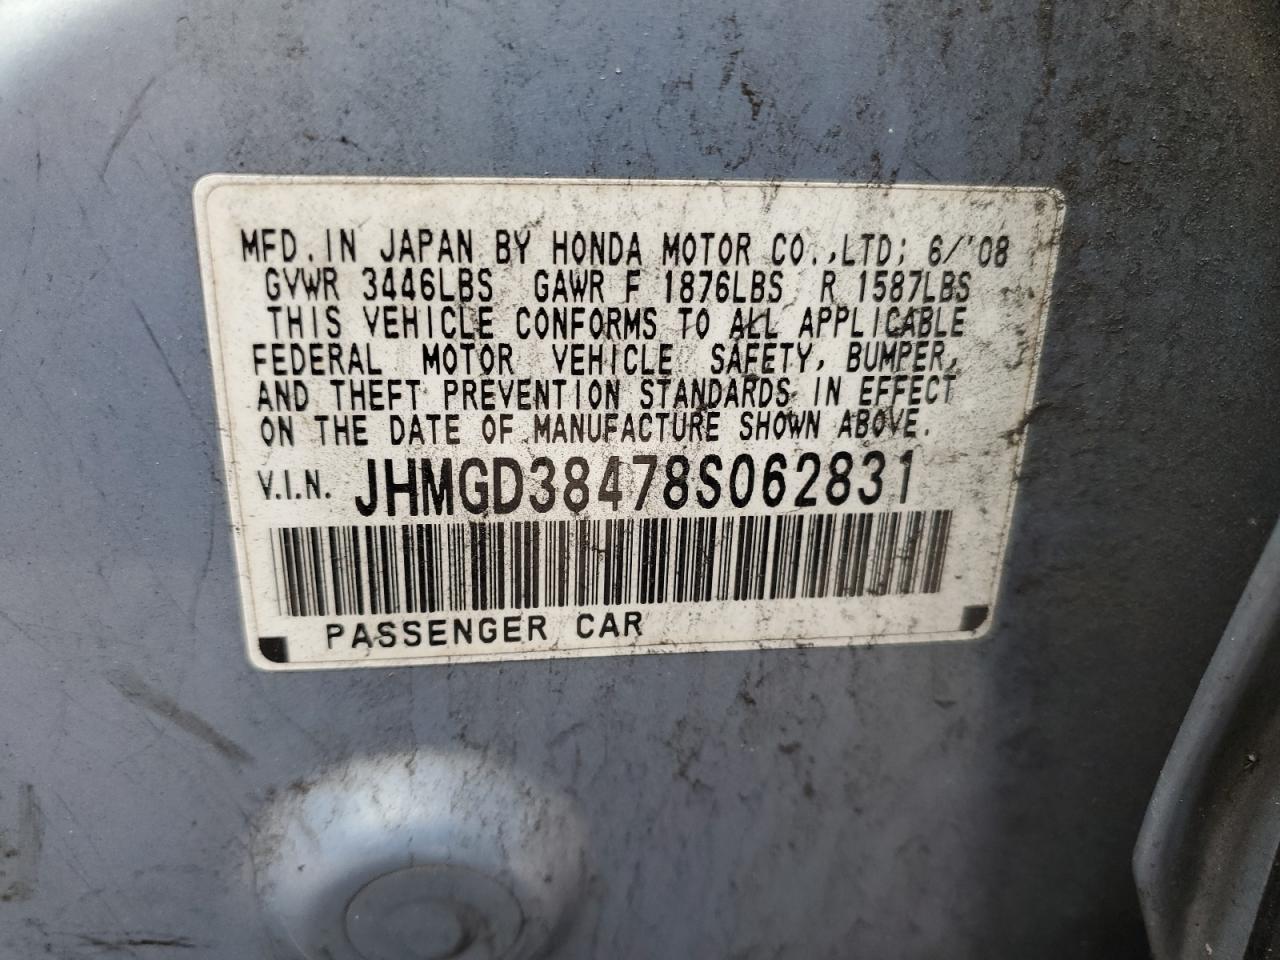 MFD. IN JAPAN BY HONDA MOTOR CO., LTD; 6/'08
GVWR 3446LBS GAWR F 1876LBS R 1587LBS
THIS VEHICLE CONFORMS TO ALL APPLICABLE
FEDERAL MOTOR VEHICLE SAFETY, BUMPER,
AND THEFT PREVENTION STANDARDS IN EFFECT
ON THE DATE OF MANUFACTURE SHOWN ABOVE.
V.I.N. JHMGD38478S062831
PASSENGER CAR